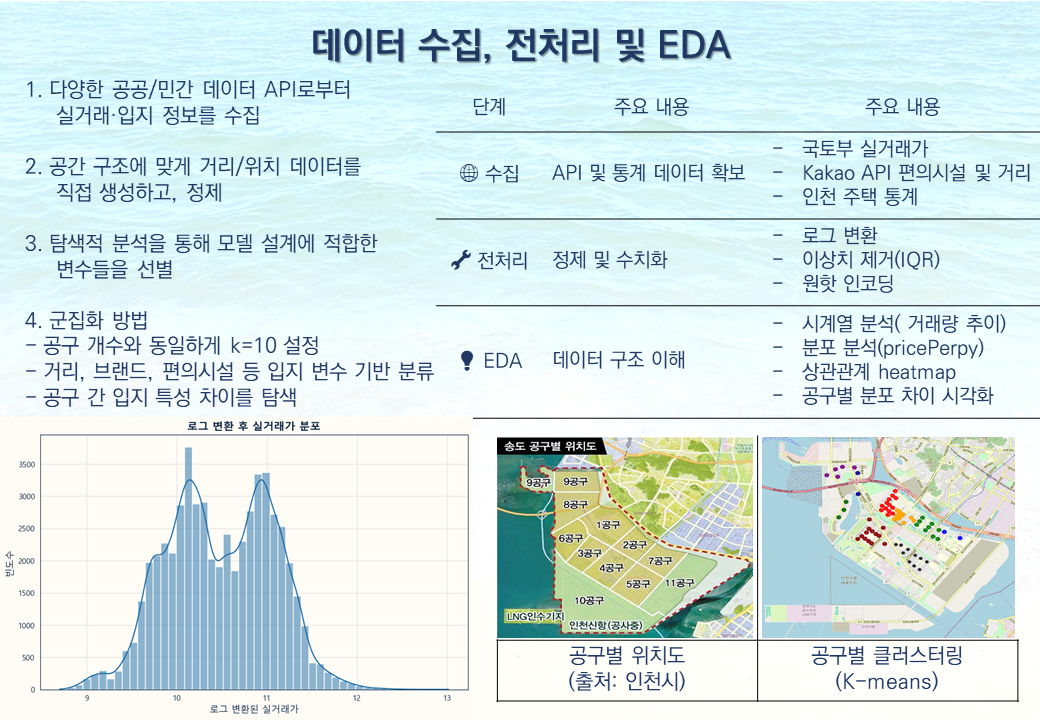 데이터 수집, 전처리 및 EDA
1. 다양한 공공/민간 데이터 API로부터
실거래·입지 정보를 수집
2. 공간 구조에 맞게 거리/위치 데이터를
직접 생성하고, 정제
3. 탐색적 분석을 통해 모델 설계에 적합한
변수들을 선별
4. 군집화 방법
- 공구 개수와 동일하게 k=10 설정
- 거리, 브랜드, 편의시설 등 입지 변수 기반 분류
- 공구 간 입지 특성 차이를 탐색
단계 주요 내용 주요 내용
수집 API 및 통계 데이터 확보
- 국토부 실거래가
- Kakao API 편의시설 및 거리
- 인천 주택 통계
전처리 정제 및 수치화
- 로그 변환
- 이상치 제거(IQR)
- 원핫 인코딩
EDA 데이터 구조 이해
- 시계열 분석( 거래량 추이)
- 분포 분석(pricePerpy)
- 상관관계 heatmap
- 공구별 분포 차이 시각화
로그 변환 후 실거래가 분포
빈도수
3500
3000
2500
2000
1500
1000
500
0
9 10 11 12 13
로그 변환된 실거래가
송도 공구별 위치도
9공구 9공구
8공구
1공구
6공구
2공구
3공구
7공구
4공구
5공구
11공구
10공구
LNG인수기지
인천신항(공사중)
공구별 위치도
(출처: 인천시)
공구별 클러스터링
(K-means)